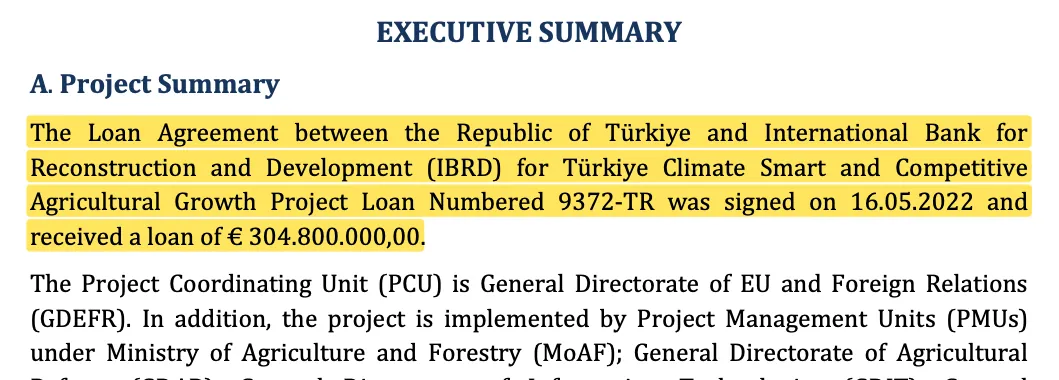 EXECUTIVE SUMMARY
A. Project Summary
The Loan Agreement between the Republic of Türkiye and International Bank for
Reconstruction and Development (IBRD) for Türkiye Climate Smart and Competitive
Agricultural Growth Project Loan Numbered 9372-TR was signed on 16.05.2022 and
received a loan of € 304.800.000,00.
The Project Coordinating Unit (PCU) is General Directorate of EU and Foreign Relations
(GDEFR). In addition, the project is implemented by Project Management Units (PMUs)
under Ministry of Agriculture and Forestry (MoAF); General Directorate of Agricultural